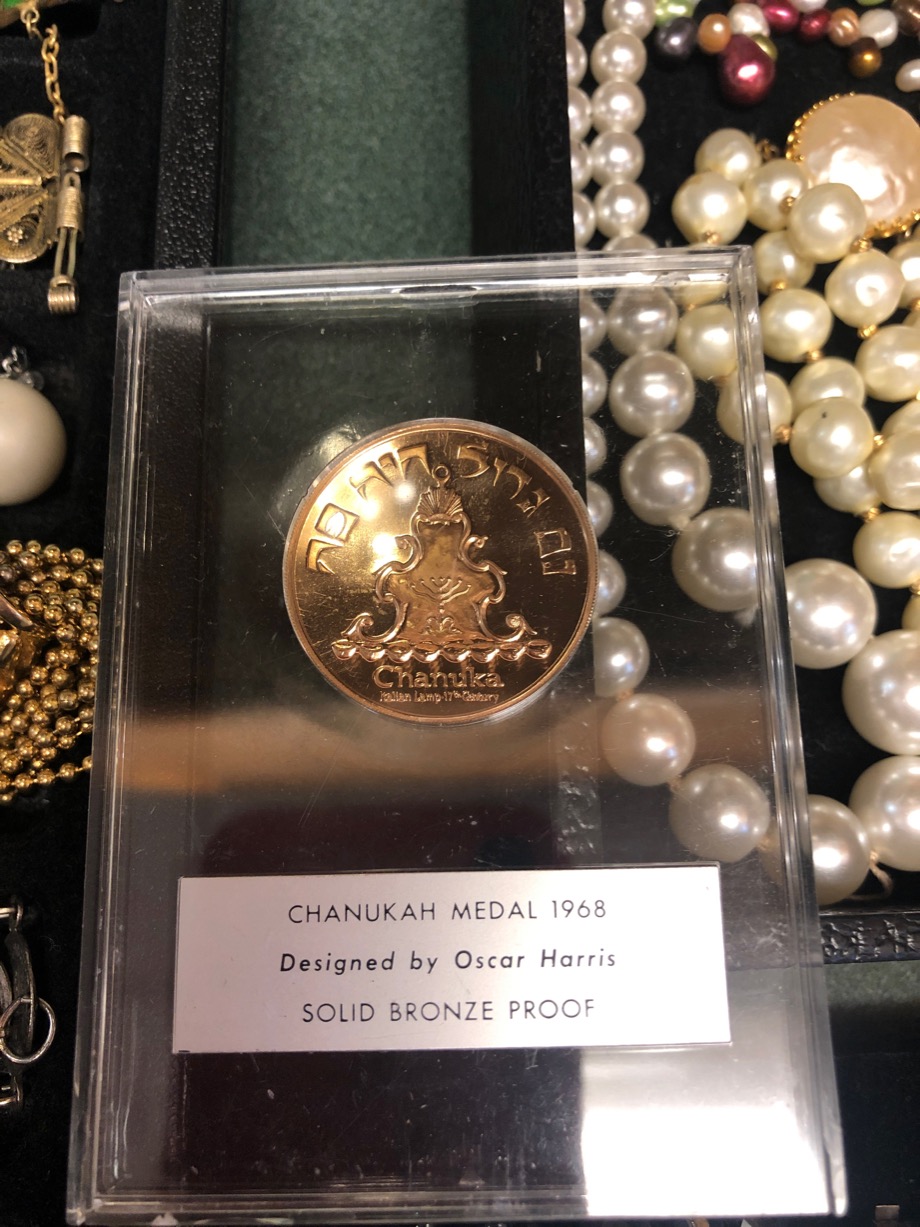 נס גדול היה פה
Chanuka
Italian Lamp-17th Century
CHANUKAH MEDAL 1968
Designed by Oscar Harris
SOLID BRONZE PROOF